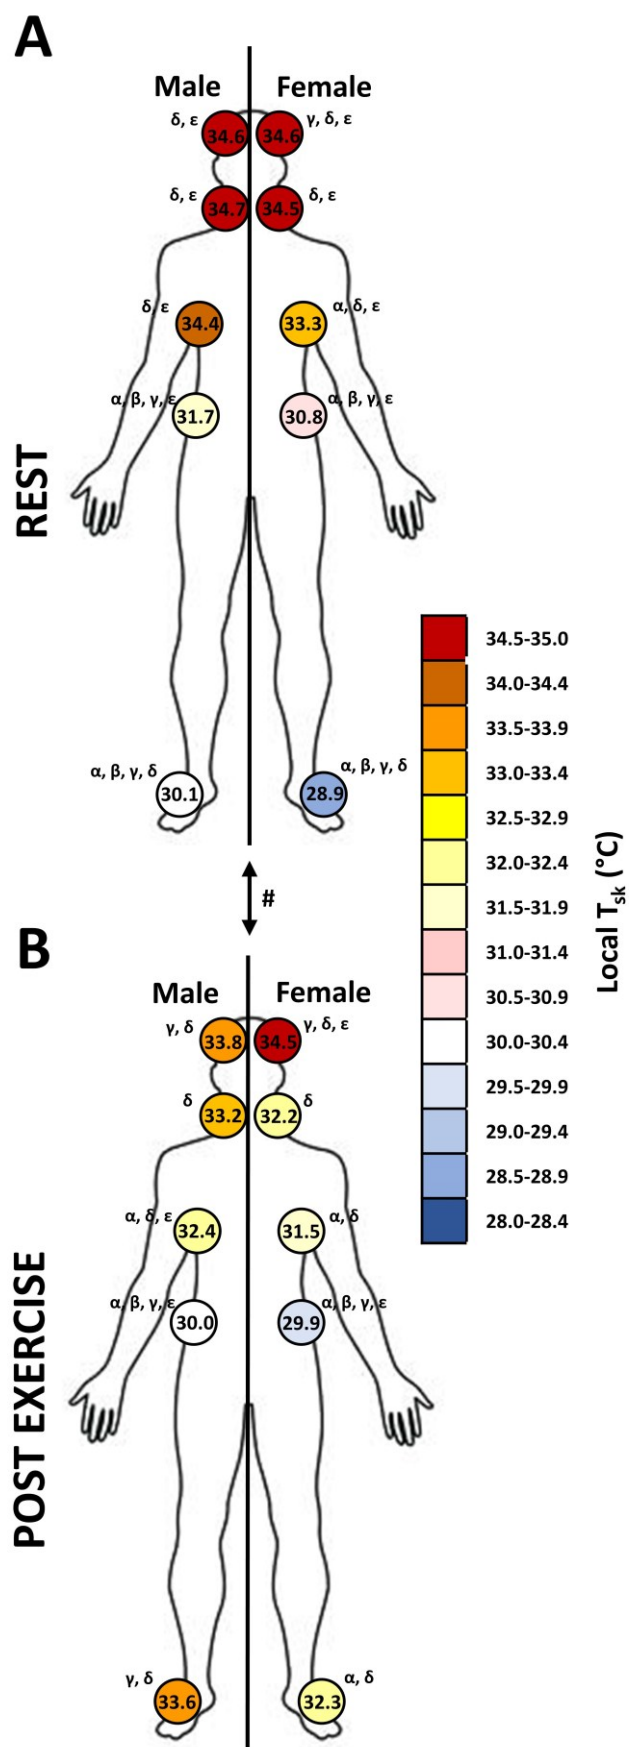 A
Male
Female
δ, ε
34.6
34.6
γ, δ, ε
δ, ε
34.7
34.5
δ, ε
δ, ε
34.4
33.3
α, δ, ε
α, β, γ, ε
31.7
30.8
α, β, γ, ε
REST
α, β, γ, δ
30.1
28.9
α, β, γ, δ
#
34.5-35.0
34.0-34.4
33.5-33.9
33.0-33.4
32.5-32.9
32.0-32.4
31.5-31.9
31.0-31.4
30.5-30.9
30.0-30.4
29.5-29.9
29.0-29.4
28.5-28.9
28.0-28.4
Local Tsk (°C)
B
Male
Female
γ, δ
33.8
34.5
γ, δ, ε
δ
33.2
32.2
δ
α, δ, ε
32.4
31.5
α, δ
α, β, γ, ε
30.0
29.9
α, β, γ, ε
POST EXERCISE
γ, δ
33.6
32.3
α, δ